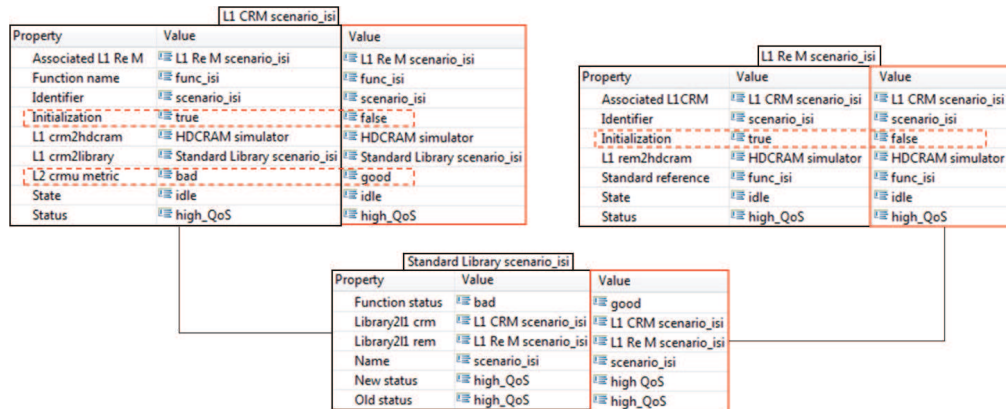 L1 CRM scenario_isi
Property Value Value
Associated L1 Re M L1 Re M scenario_isi L1 Re M scenario_isi
Function name func_isi func_isi
Identifier scenario_isi scenario_isi
Initialization true false
L1 crm2hdcram HDCRAM simulator HDCRAM simulator
L1 crm2library Standard Library scenario_isi Standard Library scenario_isi
L2 crmu metric bad good
State idle idle
Status high_QoS high_QoS
L1 Re M scenario_isi
Property Value Value
Associated L1CRM L1 CRM scenario_isi L1 CRM scenario_isi
Identifier scenario_isi scenario_isi
Initialization true false
L1 rem2hdcram HDCRAM simulator HDCRAM simulator
Standard reference func_isi func_isi
State idle idle
Status high_QoS high_QoS
Standard Library scenario_isi
Property Value Value
Function status bad good
Library2l1 crm L1 CRM scenario_isi L1 CRM scenario_isi
Library2l1 rem L1 Re M scenario_isi L1 Re M scenario_isi
Name scenario_isi scenario_isi
New status high_QoS high QoS
Old status high_QoS high_QoS